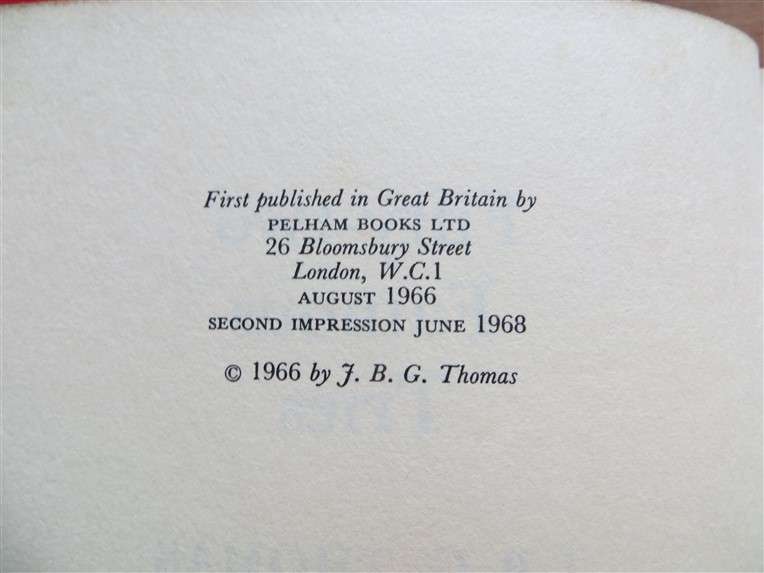 First published in Great Britain by
PELHAM BOOKS LTD
26 Bloomsbury Street
London, W.C.1
AUGUST 1966
SECOND IMPRESSION JUNE 1968
© 1966 by J. B. G. Thomas